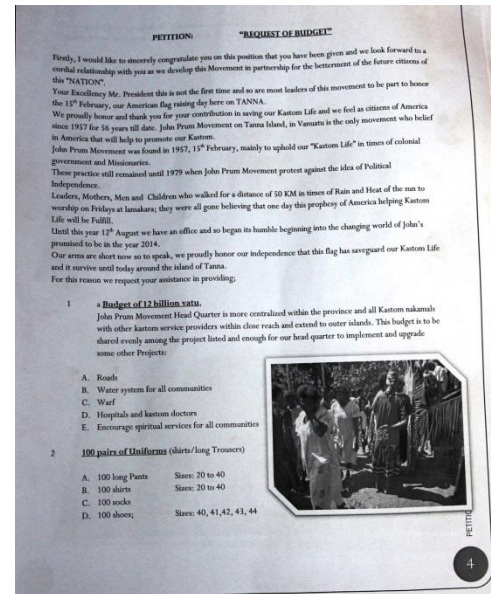 PETITION: "REQUEST OF BUDGET"
Firstly, I would like to sincerely congratulate you on this position that you have been given and we look forward to a
cordial relationship with you as we develop this Movement in partnership for the betterment of the future citizens of
this "NATION".
Your Excellency Mr. President this is not the first time and so are most leaders of this movement to be part to honor
the 15th February, our American flag raising day here on TANNA.
We proudly honor and thank you for your contribution in saving our Kastom Life and we feel as citizens of America
since 1957 for 56 years till date. John Prum Movement on Tanna Island, in Vanuatu is the only movement who belief
in America that will help to promote our Kastom.
John Prum Movement was found in 1957, 15th February, mainly to uphold our "Kastom Life" in times of colonial
government and Missionaries.
These practice still remained until 1979 when John Prum Movement protest against the idea of Political
Independence.
Leaders, Mothers, Men and Children who walked for a distance of 50 KM in times of Rain and Heat of the sun to
worship on Fridays at Iamakara; they were all gone believing that one day this prophesy of America helping Kastom
Life will be Fulfill.
Until this year 12th August we have an office and so began its humble beginning into the changing world of John's
promised to be in the year 2014.
Our arms are short now so to speak, we proudly honor our independence that this flag has saveguard our Kastom Life
and it survive until today around the island of Tanna.
For this reason we request your assistance in providing;
1 a Budget of 12 billion vatu.
John Prum Movement Head Quarter is more centralized within the province and all Kastom nakamals
with other kastom service providers within close reach and extend to outer islands. This budget is to be
shared evenly among the project listed and enough for our head quarter to implement and upgrade
some other Projects:
A. Roads
B. Water system for all communities
C. Warf
D. Hospitals and kastom doctors
E. Encourage spiritual services for all communities
2 100 pairs of Uniforms (shirts/long Trousers)
A. 100 long Pants Sizes: 20 to 40
B. 100 shirts Sizes: 20 to 40
C. 100 socks
D. 100 shoes; Sizes: 40, 41,42, 43, 44
4